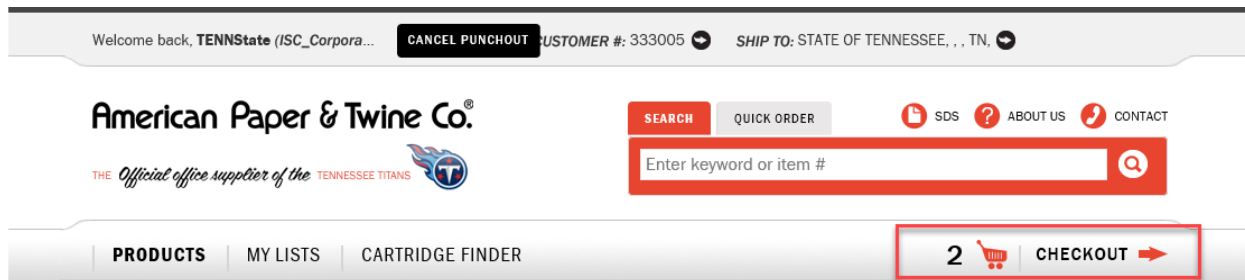 Welcome back, TENNState (ISC_Corpora... CANCEL PUNCHOUT CUSTOMER #: 333005 SHIP TO: STATE OF TENNESSEE, , , TN,
American Paper & Twine Co.®
SEARCH QUICK ORDER SDS ? ABOUT US CONTACT
Enter keyword or item #
THE Official office supplier of the TENNESSEE TITANS T
PRODUCTS MY LISTS CARTRIDGE FINDER 2 CHECKOUT